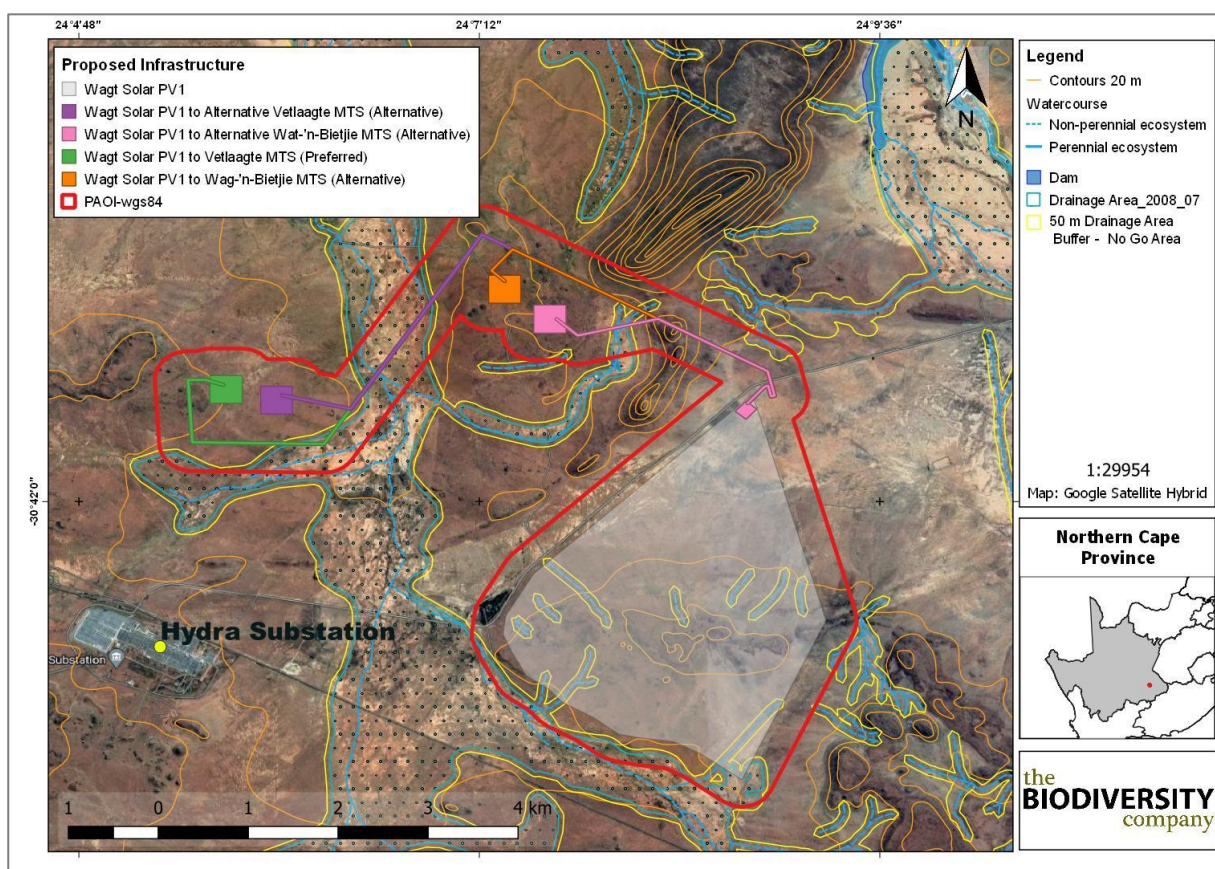 24°4'48" 24°7'12" 24°9'36"
Proposed Infrastructure
Wagt Solar PV1
Wagt Solar PV1 to Alternative Vetlaagte MTS (Alternative)
Wagt Solar PV1 to Alternative Wat-'n-Bietjie MTS (Alternative)
Wagt Solar PV1 to Vetlaagte MTS (Preferred)
Wagt Solar PV1 to Wag-'n-Bietjie MTS (Alternative)
PAOI-wgs84
N
Legend
Contours 20 m
Watercourse
Non-perennial ecosystem
Perennial ecosystem
Dam
Drainage Area_2008_07
50 m Drainage Area
Buffer - No Go Area
-30°42'0"
1:29954
Map: Google Satellite Hybrid
Northern Cape
Province
Hydra Substation
Substation
1 0 1 2 3 4 km
the
BIODIVERSITY
company